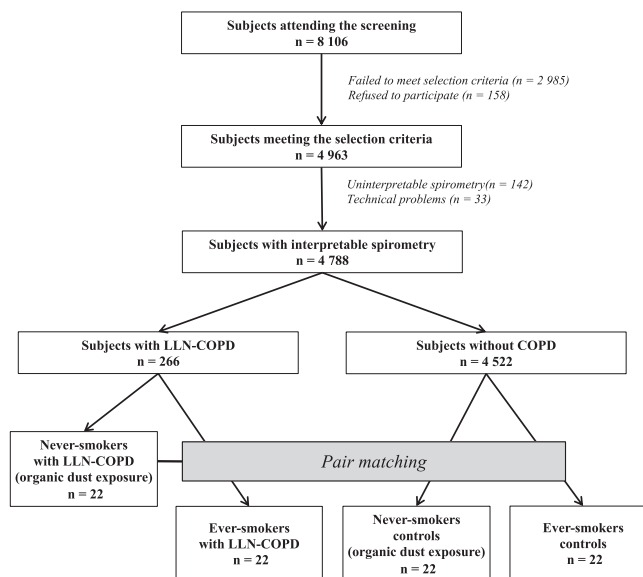 Subjects attending the screening
n = 8 106
Failed to meet selection criteria (n = 2 985)
Refused to participate (n = 158)
Subjects meeting the selection criteria
n = 4 963
Uninterpretable spirometry(n = 142)
Technical problems (n = 33)
Subjects with interpretable spirometry
n = 4 788
Subjects with LLN-COPD
n = 266
Subjects without COPD
n = 4 522
Never-smokers
with LLN-COPD
(organic dust exposure)
n = 22
Pair matching
Ever-smokers
with LLN-COPD
n = 22
Never-smokers
controls
(organic dust exposure)
n = 22
Ever-smokers
controls
n = 22